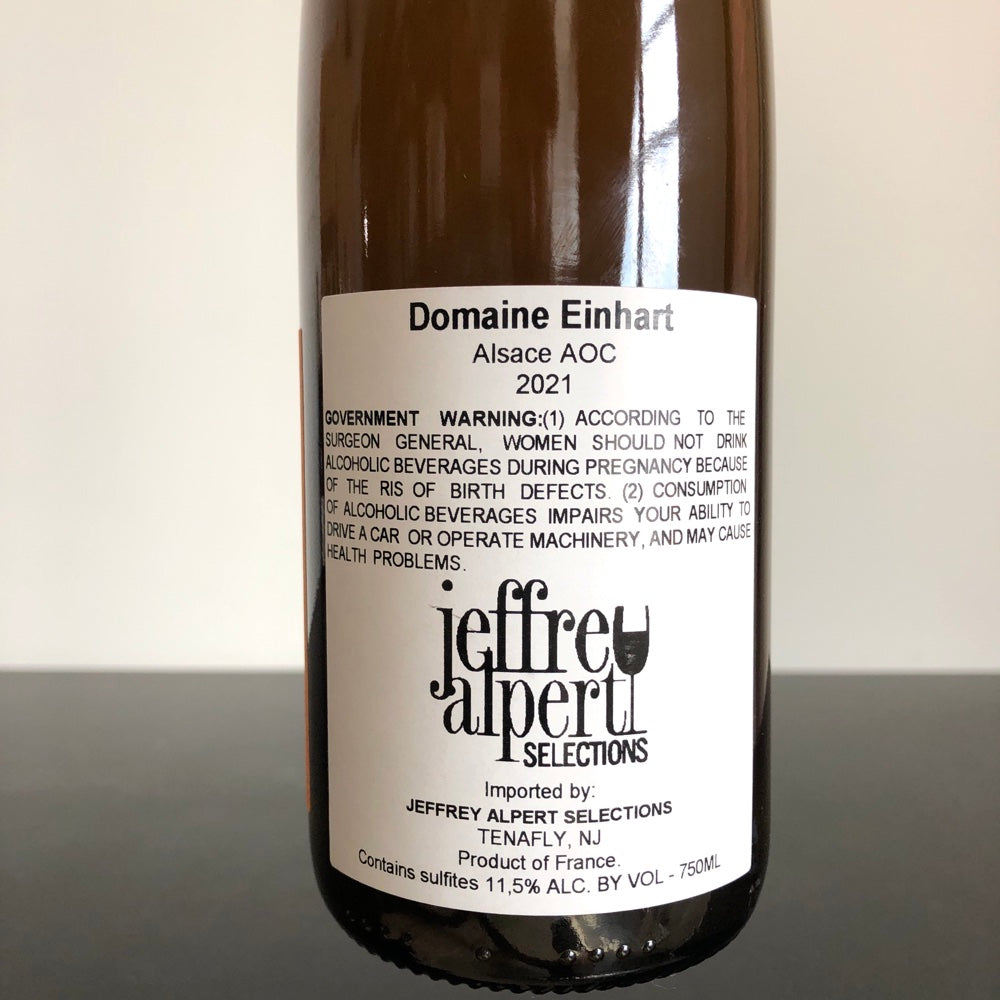 Domaine Einhart
Alsace AOC
2021
GOVERNMENT WARNING:(1) ACCORDING TO THE
SURGEON GENERAL, WOMEN SHOULD NOT DRINK
ALCOHOLIC BEVERAGES DURING PREGNANCY BECAUSE
OF THE RIS OF BIRTH DEFECTS. (2) CONSUMPTION
OF ALCOHOLIC BEVERAGES IMPAIRS YOUR ABILITY TO
DRIVE A CAR OR OPERATE MACHINERY, AND MAY CAUSE
HEALTH PROBLEMS.
jeffrey
alpert
SELECTIONS
Imported by:
JEFFREY ALPERT SELECTIONS
TENAFLY, NJ
Product of France.
Contains sulfites 11,5% ALC. BY VOL - 750ML